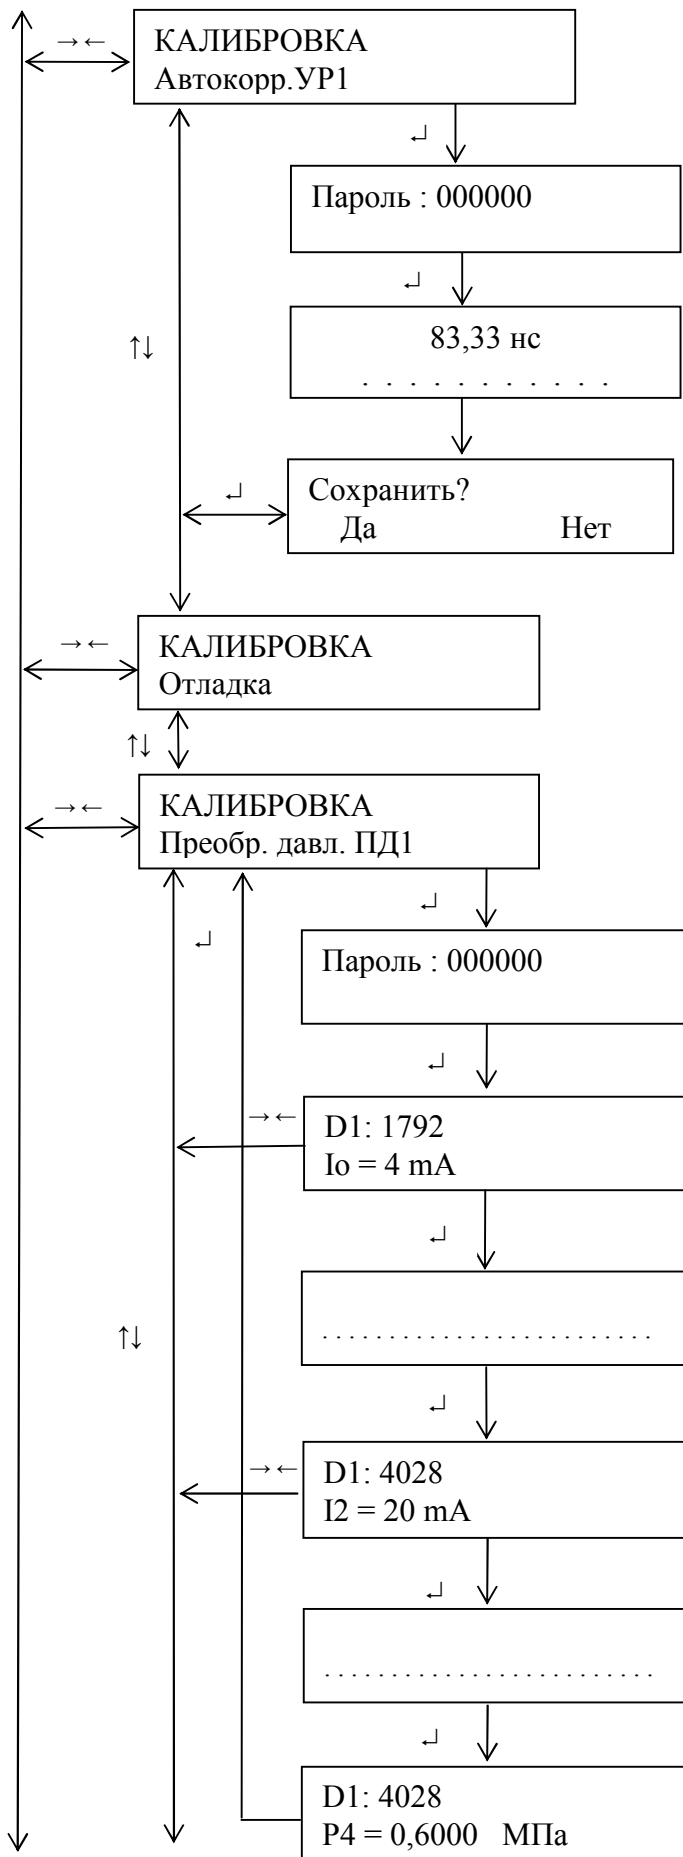 →←
КАЛИБРОВКА
Автокорр.УР1
↵
Пароль : 000000
↵
↑↓
83,33 нс
. . . . . . . . . . .
↵
Сохранить?
Да Нет
→←
КАЛИБРОВКА
Отладка
↑↓
→←
КАЛИБРОВКА
Преобр. давл. ПД1
↵
↵
Пароль : 000000
↵
→←
D1: 1792
Io = 4 mA
↵
↑↓
. . . . . . . . . . . . . . . . . . . . . . . . .
↵
→←
D1: 4028
I2 = 20 mA
↵
. . . . . . . . . . . . . . . . . . . . . . . . .
↵
D1: 4028
P4 = 0,6000 МПа